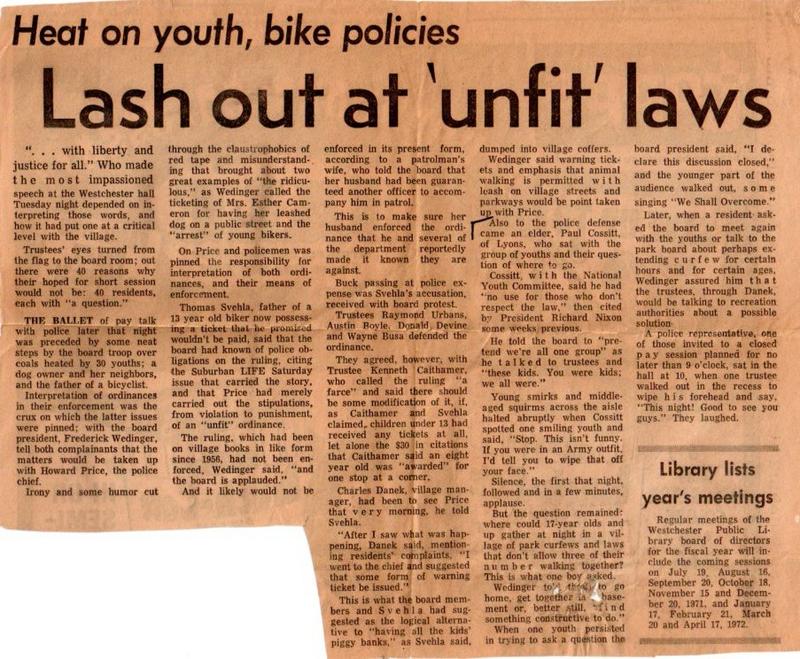 Heat on youth, bike policies
Lash out at 'unfit' laws
". . . with liberty and
justice for all." Who made
the most impassioned
speech at the Westchester hall
Tuesday night depended on in-
terpreting those words, and
how it had put one at a critical
level with the village.
Trustees' eyes turned from
the flag to the board room; out
there were 40 reasons why
their hoped for short session
would not be: 40 residents,
each with "a question."
THE BALLET of pay talk
with police later that night
was preceded by some neat
steps by the board troop over
coals heated by 30 youths; a
dog owner and her neighbors,
and the father of a bicyclist.
Interpretation of ordinances
in their enforcement was the
crux on which the latter issues
were pinned; with the board
president, Frederick Wedinger,
tell both complainants that the
matters would be taken up
with Howard Price, the police
chief.
Irony and some humor cut
through the claustrophobics of
red tape and misunderstand-
ing that brought about two
great examples of "the ridicu-
lous," as Wedinger called the
ticketing of Mrs. Esther Cam-
eron for having her leashed
dog on a public street and the
"arrest" of young bikers.
On Price and policemen was
pinned the responsibility for
interpretation of both ordi-
nances, and their means of
enforcement.
Thomas Svehla, father of a
13 year old biker now possess-
ing a ticket that he promised
wouldn't be paid, said that the
board had known of police ob-
ligations on the ruling, citing
the Suburban LIFE Saturday
issue that carried the story,
and that Price had merely
carried out the stipulations,
from violation to punishment,
of an "unfit" ordinance.
The ruling, which had been
on village books in like form
since 1956, had not been en-
forced, Wedinger said, "and
the board is applauded."
And it likely would not be
enforced in its present form,
according to a patrolman's
wife, who told the board that
her husband had been guaran-
teed another officer to accom-
pany him in patrol.
This is to make sure her
husband enforced the ordi-
nance that he and several of
the department reportedly
made it known they are
against.
Buck passing at police ex-
pense was Svehla's accusation,
received with board protest.
Trustees Raymond Urbans,
Austin Boyle, Donald Devine
and Wayne Busa defended the
ordinance.
They agreed, however, with
Trustee Kenneth Caithamer,
who called the ruling "a
farce" and said there should
be some modification of it, if,
as Caithamer and Svehla
claimed, children under 13 had
received any tickets at all,
let alone the $30 in citations
that Caithamer said an eight
year old was "awarded" for
one stop at a corner.
Charles Danek, village man-
ager, had been to see Price
that very morning, he told
Svehla.
"After I saw what was hap-
pening, Danek said, mention-
ing residents' complaints, "I
went to the chief and suggested
that some form of warning
ticket be issued."
This is what the board mem-
bers and Svehla had sug-
gested as the logical alterna-
tive to "having all the kids'
piggy banks," as Svehla said,
dumped into village coffers.
Wedinger said warning tick-
ets and emphasis that animal
walking is permitted with
leash on village streets and
parkways would be point taken
up with Price.
Also to the police defense
came an elder, Paul Cossitt,
of Lyons, who sat with the
group of youths and their ques-
tion of where to go.
Cossitt, with the National
Youth Committee, said he had
"no use for those who don't
respect the law," then cited
by President Richard Nixon
some weeks previous.
He told the board to "pre-
tend we're all one group" as
he talked to trustees and
"these kids. You were kids;
we all were."
Young smirks and middle-
aged squirms across the aisle
halted abruptly when Cossitt
spotted one smiling youth and
said, "Stop. This isn't funny.
If you were in an Army outfit,
I'd tell you to wipe that off
your face."
Silence, the first that night,
followed and in a few minutes,
applause.
But the question remained:
where could 17-year olds and
up gather at night in a vil-
lage of park curfews and laws
that don't allow three of their
number walking together?
This is what one boy asked.
Wedinger to go
home, get together base-
ment or, better still, "find
something constructive to do."
When one youth persisted
in trying to ask a question the
board president said, "I de-
clare this discussion closed,"
and the younger part of the
audience walked out, some
singing "We Shall Overcome."
Later, when a resident ask-
ed the board to meet again
with the youths or talk to the
park board about perhaps ex-
tending curfew for certain
hours and for certain ages,
Wedinger assured him that
the trustees, through Danek,
would be talking to recreation
authorities about a possible
solution.
A police representative, one
of those invited to a closed
pay session planned for no
later than 9 o'clock, sat in the
hall at 10, when one trustee
walked out in the recess to
wipe his forehead and say,
"This night! Good to see you
guys." They laughed.
Library lists
year's meetings
Regular meetings of the
Westchester Public Li-
brary board of directors
for the fiscal year will in-
clude the coming sessions
on July 19, August 16,
September 20, October 18,
November 15 and Decem-
ber 20, 1971, and January
17, February 21, March
20 and April 17, 1972.